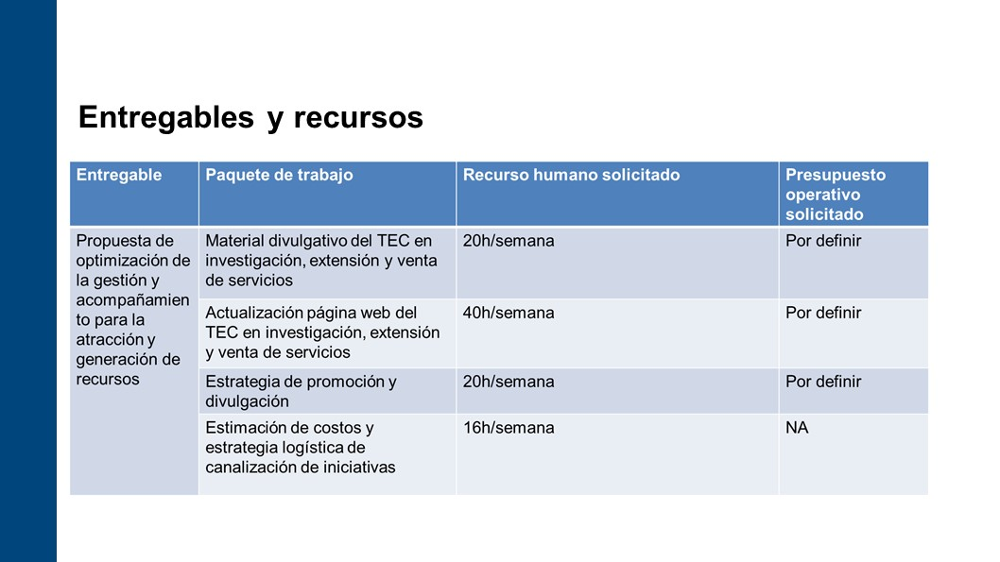 Entregables y recursos
Entregable
Paquete de trabajo
Recurso humano solicitado
Presupuesto
operativo
solicitado
Propuesta de
optimización de
la gestión y
acompañamien
to para la
atracción y
generación de
recursos
Material divulgativo del TEC en
investigación, extensión y venta
de servicios
20h/semana
Por definir
Actualización página web del
TEC en investigación, extensión
y venta de servicios
40h/semana
Por definir
Estrategia de promoción y
divulgación
20h/semana
Por definir
Estimación de costos y
estrategia logística de
canalización de iniciativas
16h/semana
NA